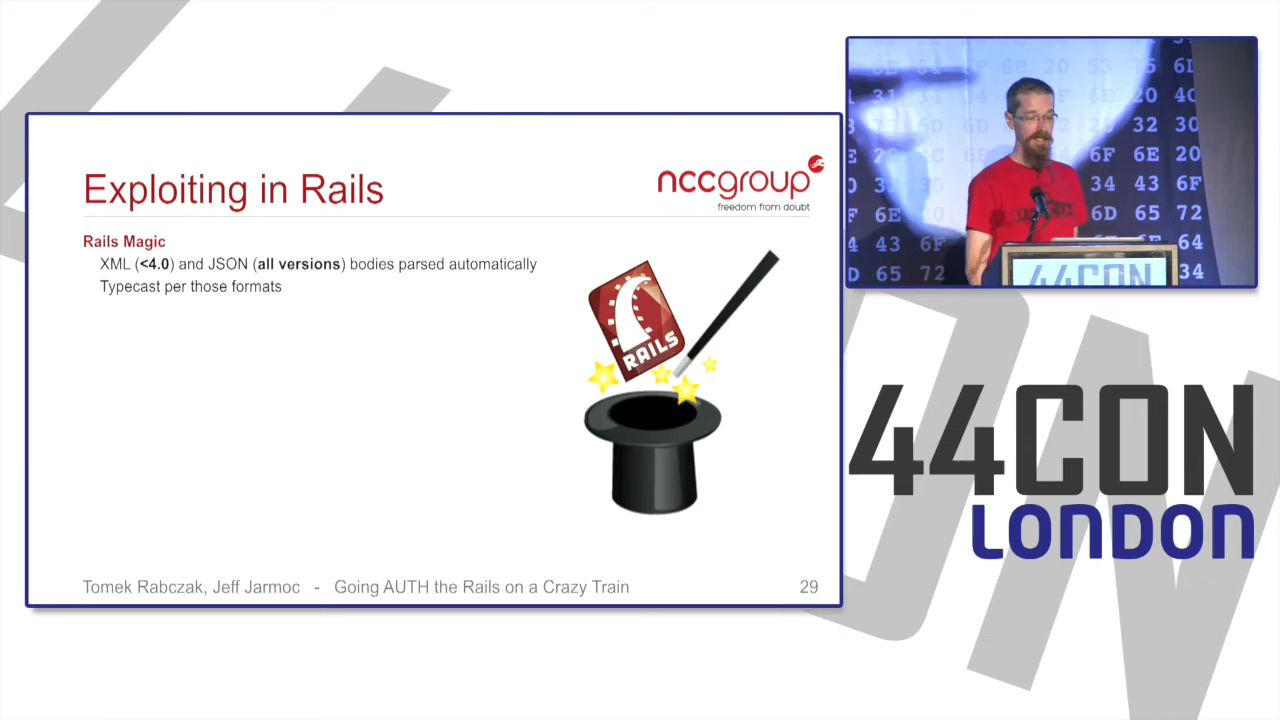 Exploiting in Rails
nccgroup
freedom from doubt
Rails Magic
XML (<4.0) and JSON (all versions) bodies parsed automatically
Typecast per those formats
RAILS
Tomek Rabczak, Jeff Jarmoc - Going AUTH the Rails on a Crazy Train
29
44CON
44CON
LONDON